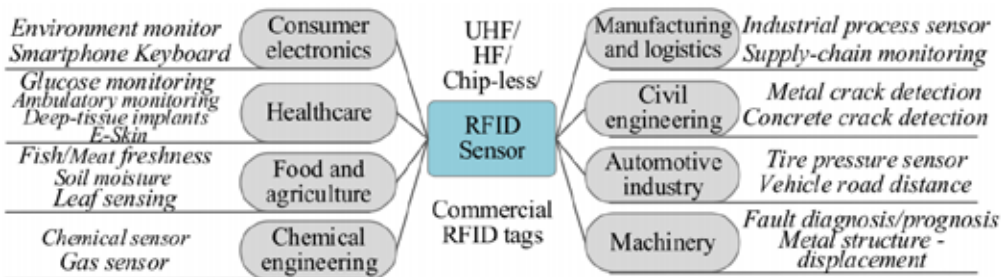 Environment monitor
Smartphone Keyboard
Consumer
electronics
Glucose monitoring
Ambulatory monitoring
Deep-tissue implants
E-Skin
Healthcare
Fish/Meat freshness
Soil moisture
Leaf sensing
Food and
agriculture
Chemical sensor
Gas sensor
Chemical
engineering
UHF/
HF/
Chip-less/
RFID
Sensor
Commercial
RFID tags
Manufacturing
and logistics
Industrial process sensor
Supply-chain monitoring
Civil
engineering
Metal crack detection
Concrete crack detection
Automotive
industry
Tire pressure sensor
Vehicle road distance
Machinery
Fault diagnosis/prognosis
Metal structure -
displacement